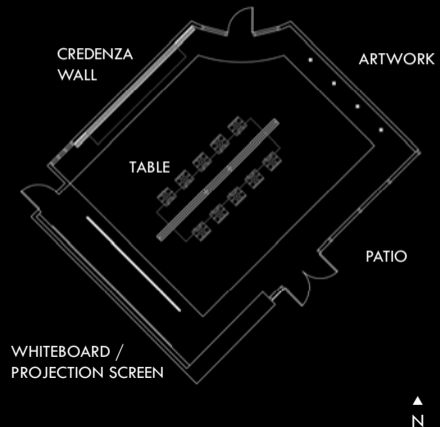 CREDENZA
WALL
ARTWORK
TABLE
PATIO
WHITEBOARD /
PROJECTION SCREEN
N